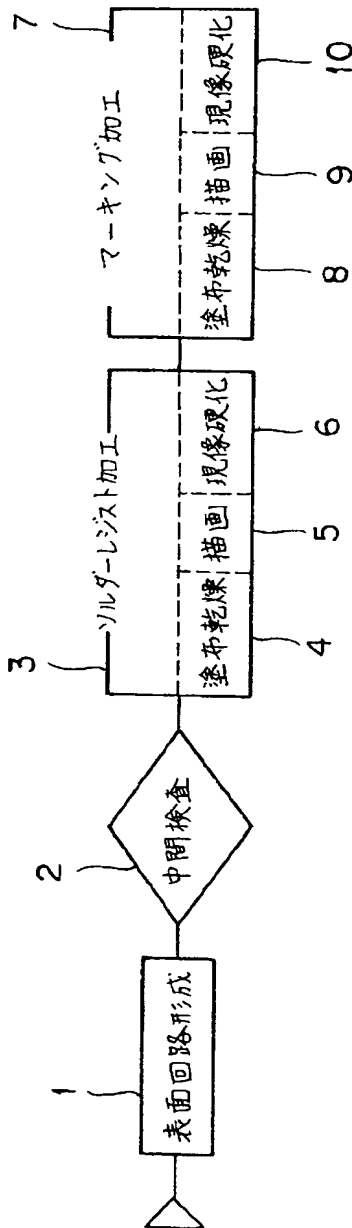 1
表面回路形成
2
中間検査
3
ソルダーレジスト加工
塗布乾燥 描画 現像硬化
4 5 6
7
マーキング加工
塗布乾燥 描画 現像硬化
8 9 10